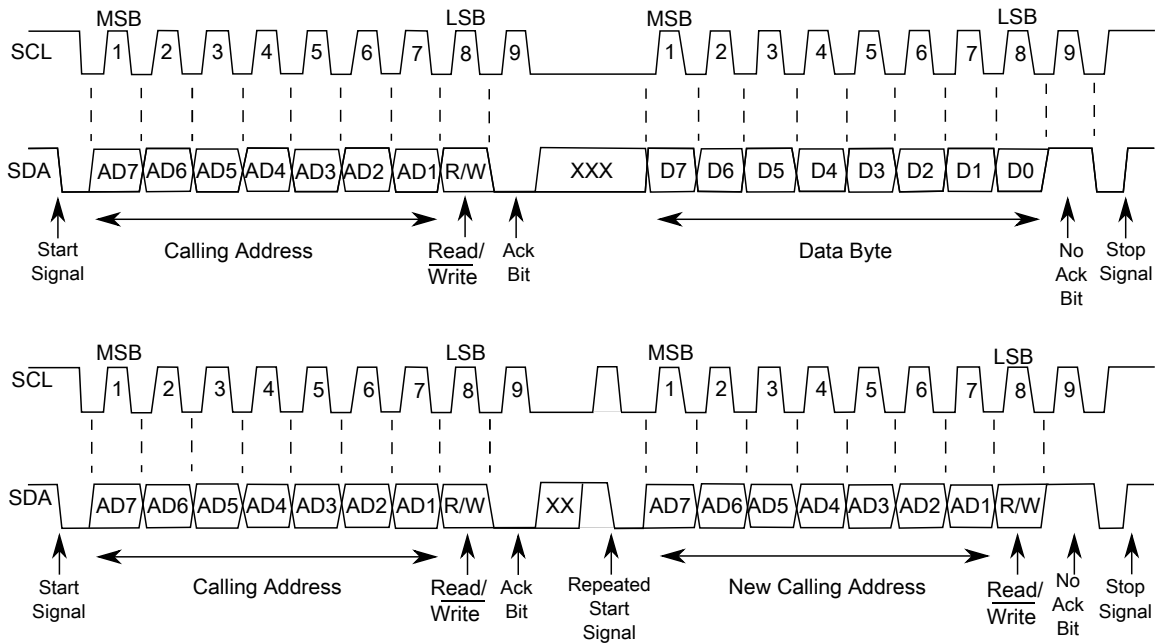 MSB LSB MSB LSB
SCL 1 2 3 4 5 6 7 8 9 1 2 3 4 5 6 7 8 9
SDA AD7 AD6 AD5 AD4 AD3 AD2 AD1 R/W XXX D7 D6 D5 D4 D3 D2 D1 D0
Start
Signal
Calling Address
Read/
Write
Ack
Bit
Data Byte
No
Ack
Bit
Stop
Signal
MSB LSB MSB LSB
SCL 1 2 3 4 5 6 7 8 9 1 2 3 4 5 6 7 8 9
SDA AD7 AD6 AD5 AD4 AD3 AD2 AD1 R/W XX AD7 AD6 AD5 AD4 AD3 AD2 AD1 R/W
Start
Signal
Calling Address
Read/
Write
Ack
Bit
Repeated
Start
Signal
New Calling Address
Read/
Write
No
Ack
Bit
Stop
Signal